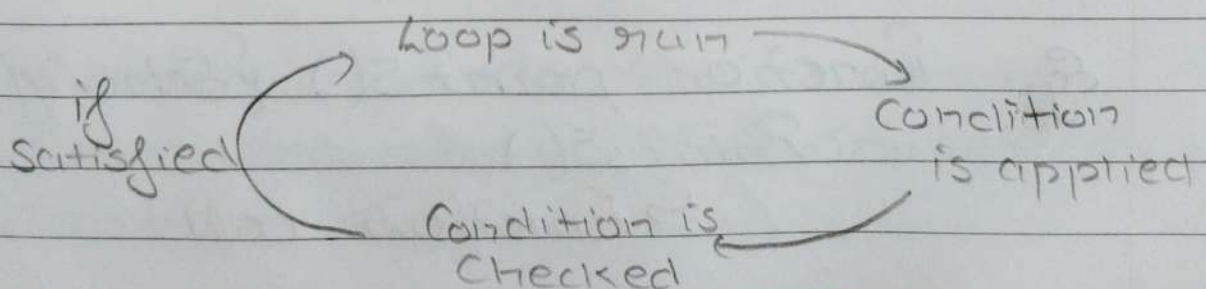 Loop is run
Condition
is applied
Condition is
Checked
if
satisfied